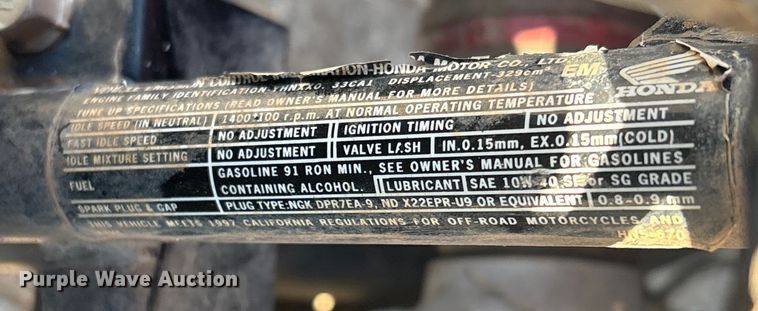 CONTROL INFORMATION-HONDA MOTOR CO., LTD.
ENGINE FAMILY IDENTIFICATION-YHNXX0. 33CA1 DISPLACEMENT-329cm³ EM
HONDA
TUNE UP SPECIFICATIONS (READ OWNER'S MANUAL FOR MORE DETAILS)
IDLE SPEED (IN NEUTRAL) 1400±100 r.p.m. AT NORMAL OPERATING TEMPERATURE
FAST IDLE SPEED NO ADJUSTMENT IGNITION TIMING NO ADJUSTMENT
IDLE MIXTURE SETTING NO ADJUSTMENT VALVE LASH IN.0.15mm, EX.0.15mm(COLD)
FUEL GASOLINE 91 RON MIN., SEE OWNER'S MANUAL FOR GASOLINES
CONTAINING ALCOHOL. LUBRICANT SAE 10W 40 SF or SG GRADE
SPARK PLUG & GAP PLUG TYPE:NGK DPR7EA-9, ND X22EPR-U9 OR EQUIVALENT 0.8-0.9 mm
THIS VEHICLE MEETS 1997 CALIFORNIA REGULATIONS FOR OFF-ROAD MOTORCYCLES AND
Purple Wave Auction